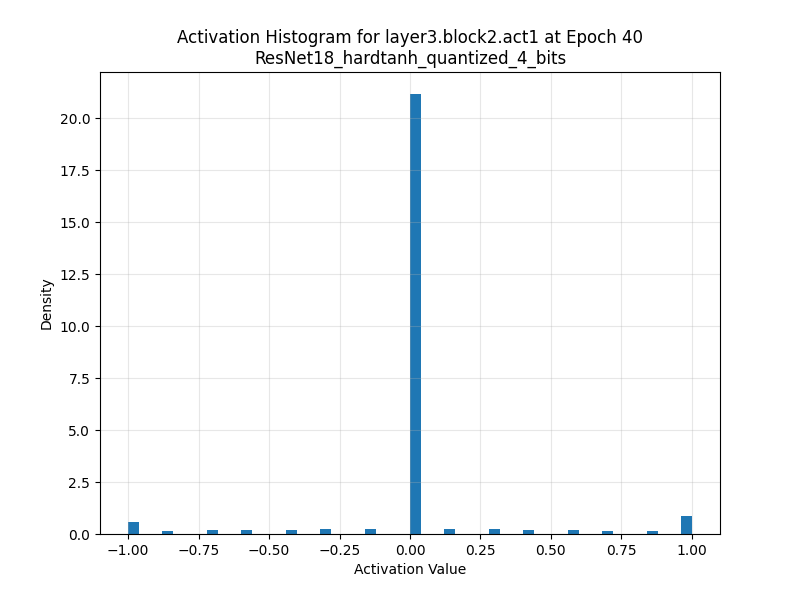 Activation Histogram for layer3.block2.act1 at Epoch 40
ResNet18_hardtanh_quantized_4_bits
20.0
17.5
15.0
12.5
10.0
7.5
5.0
2.5
0.0
Density
−1.00 −0.75 −0.50 −0.25 0.00 0.25 0.50 0.75 1.00
Activation Value